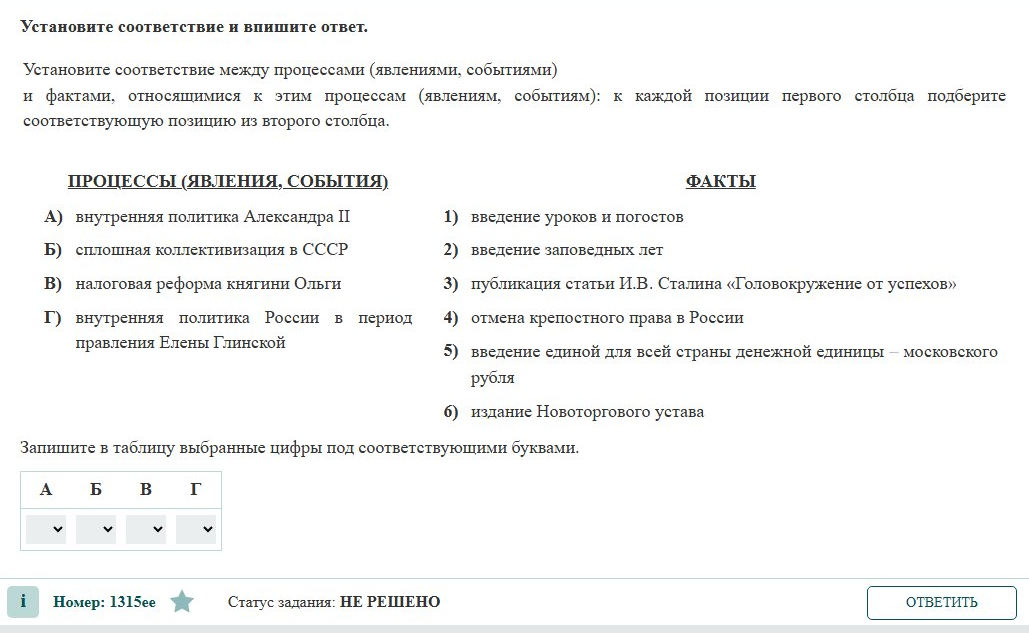 Установите соответствие и впишите ответ.
Установите соответствие между процессами (явлениями, событиями)
и фактами, относящимися к этим процессам (явлениям, событиям): к каждой позиции первого столбца подберите
соответствующую позицию из второго столбца.
ПРОЦЕССЫ (ЯВЛЕНИЯ, СОБЫТИЯ)
А) внутренняя политика Александра II
Б) сплошная коллективизация в СССР
В) налоговая реформа княгини Ольги
Г) внутренняя политика России в период
правления Елены Глинской
ФАКТЫ
1) введение уроков и погостов
2) введение заповедных лет
3) публикация статьи И.В. Сталина «Головокружение от успехов»
4) отмена крепостного права в России
5) введение единой для всей страны денежной единицы – московского
рубля
6) издание Новоторгового устава
Запишите в таблицу выбранные цифры под соответствующими буквами.
А Б В Г
i Номер: 1315ee Статус задания: НЕ РЕШЕНО ОТВЕТИТЬ